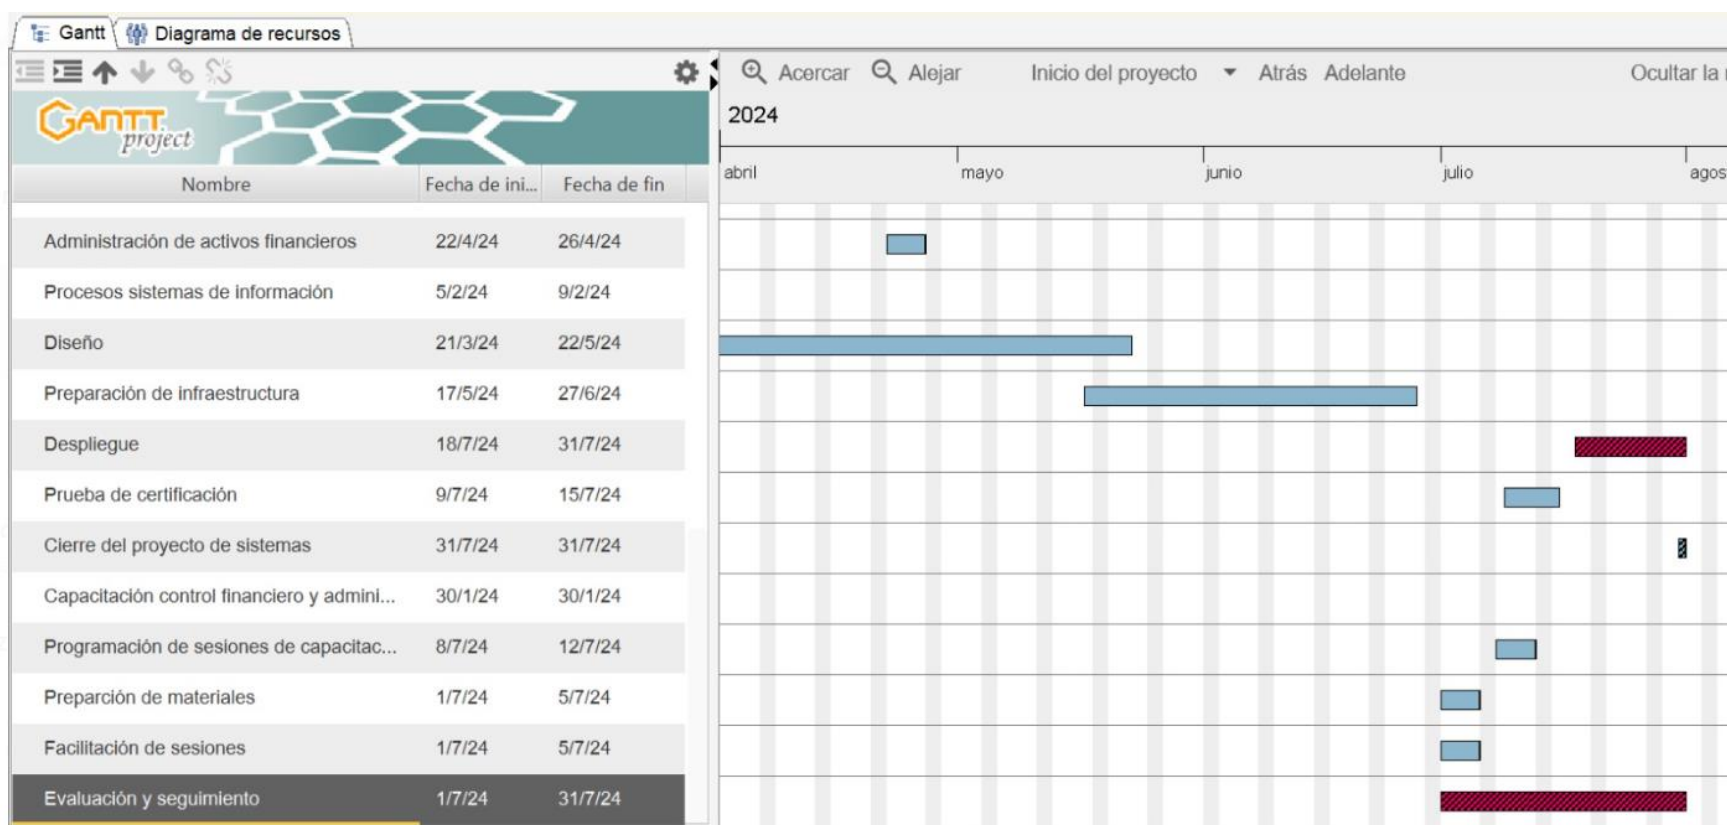 Gantt Diagrama de recursos
Acercar Alejar Inicio del proyecto Atrás Adelante Ocultar la
GANTT
project
2024
Nombre Fecha de ini... Fecha de fin
abril mayo junio julio agos
Administración de activos financieros 22/4/24 26/4/24
Procesos sistemas de información 5/2/24 9/2/24
Diseño 21/3/24 22/5/24
Preparación de infraestructura 17/5/24 27/6/24
Despliegue 18/7/24 31/7/24
Prueba de certificación 9/7/24 15/7/24
Cierre del proyecto de sistemas 31/7/24 31/7/24
Capacitación control financiero y admini... 30/1/24 30/1/24
Programación de sesiones de capacitac... 8/7/24 12/7/24
Preparción de materiales 1/7/24 5/7/24
Facilitación de sesiones 1/7/24 5/7/24
Evaluación y seguimiento 1/7/24 31/7/24